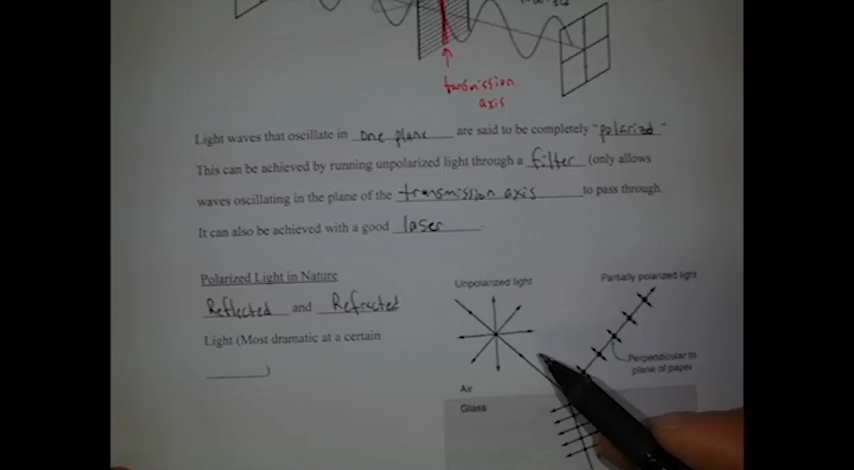 transmission
axis
Light waves that oscillate in one plane are said to be completely "polarized"
This can be achieved by running unpolarized light through a filter (only allows
waves oscillating in the plane of the transmission axis to pass through.
It can also be achieved with a good laser.
Polarized Light in Nature
Unpolarized light
Partially polarized light
Reflected and Refracted
Light (Most dramatic at a certain
________)
Perpendicular to
plane of paper
Air
Glass